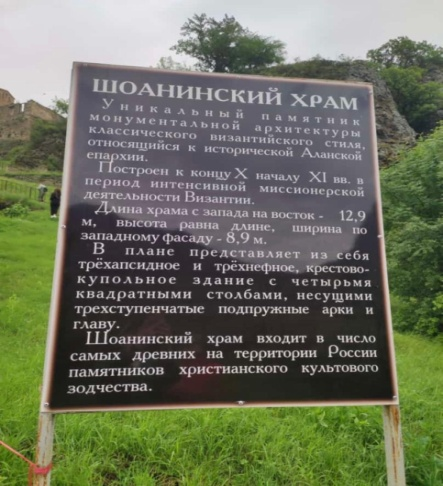 ШОАНИНСКИЙ ХРАМ
Уникальный памятник
монументальной архитектуры
классического византийского стиля,
относящийся к исторической Аланской
епархии.
Построен к концу X началу XI вв. в
период интенсивной миссионерской
деятельности Византии.
Длина храма с запада на восток - 12,9
м, высота равна длине, ширина по
западному фасаду - 8,9 м.
В плане представляет из себя
трёхапсидное и трёхнефное, крестово-
купольное здание с четырьмя
квадратными столбами, несущими
трехступенчатые подпружные арки и
главу.
Шоанинский храм входит в число
самых древних на территории России
памятников христианского культового
зодчества.